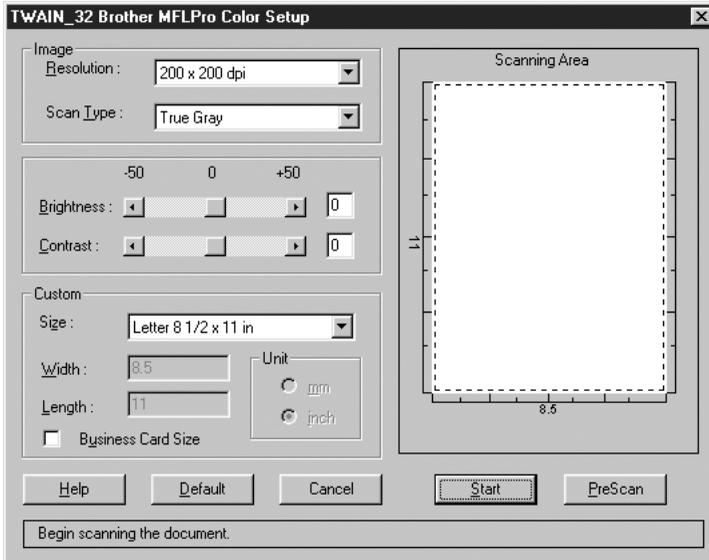 TWAIN_32 Brother MFLPro Color Setup
Image
Resolution :
200 x 200 dpi
Scan Type :
True Gray
-50 0 +50
Brightness : 0
Contrast : 0
Custom
Size :
Letter 8 1/2 x 11 in
Width :
8.5
Length :
11
Unit
mm
inch
Business Card Size
Scanning Area
11
8.5
Help Default Cancel Start PreScan
Begin scanning the document.